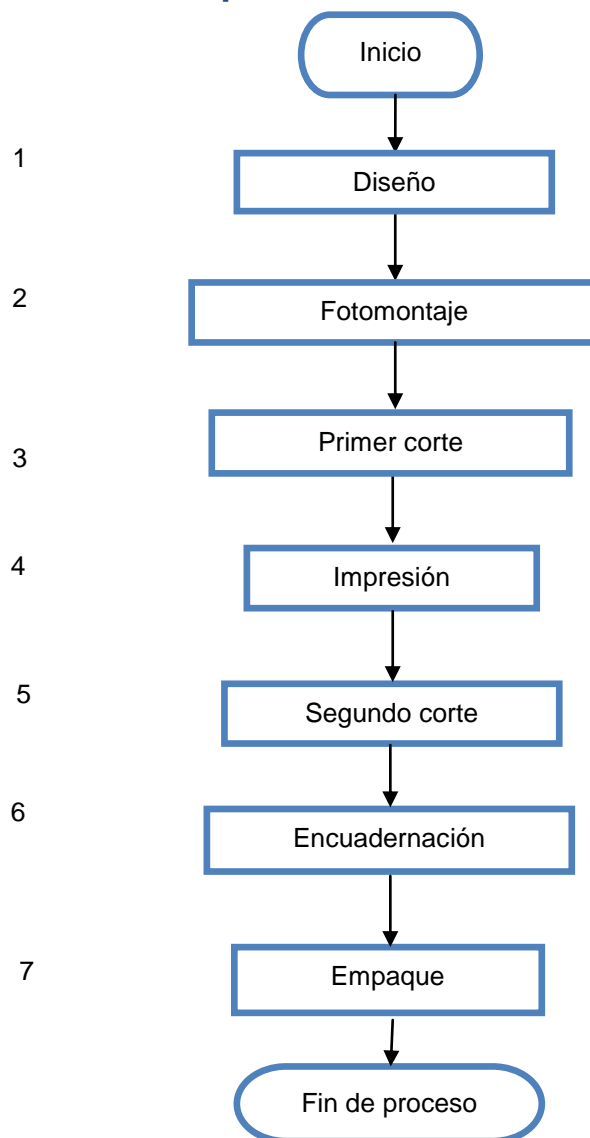 Inicio
1
Diseño
2
Fotomontaje
Primer corte
3
4
Impresión
5
Segundo corte
6
Encuadernación
7
Empaque
Fin de proceso